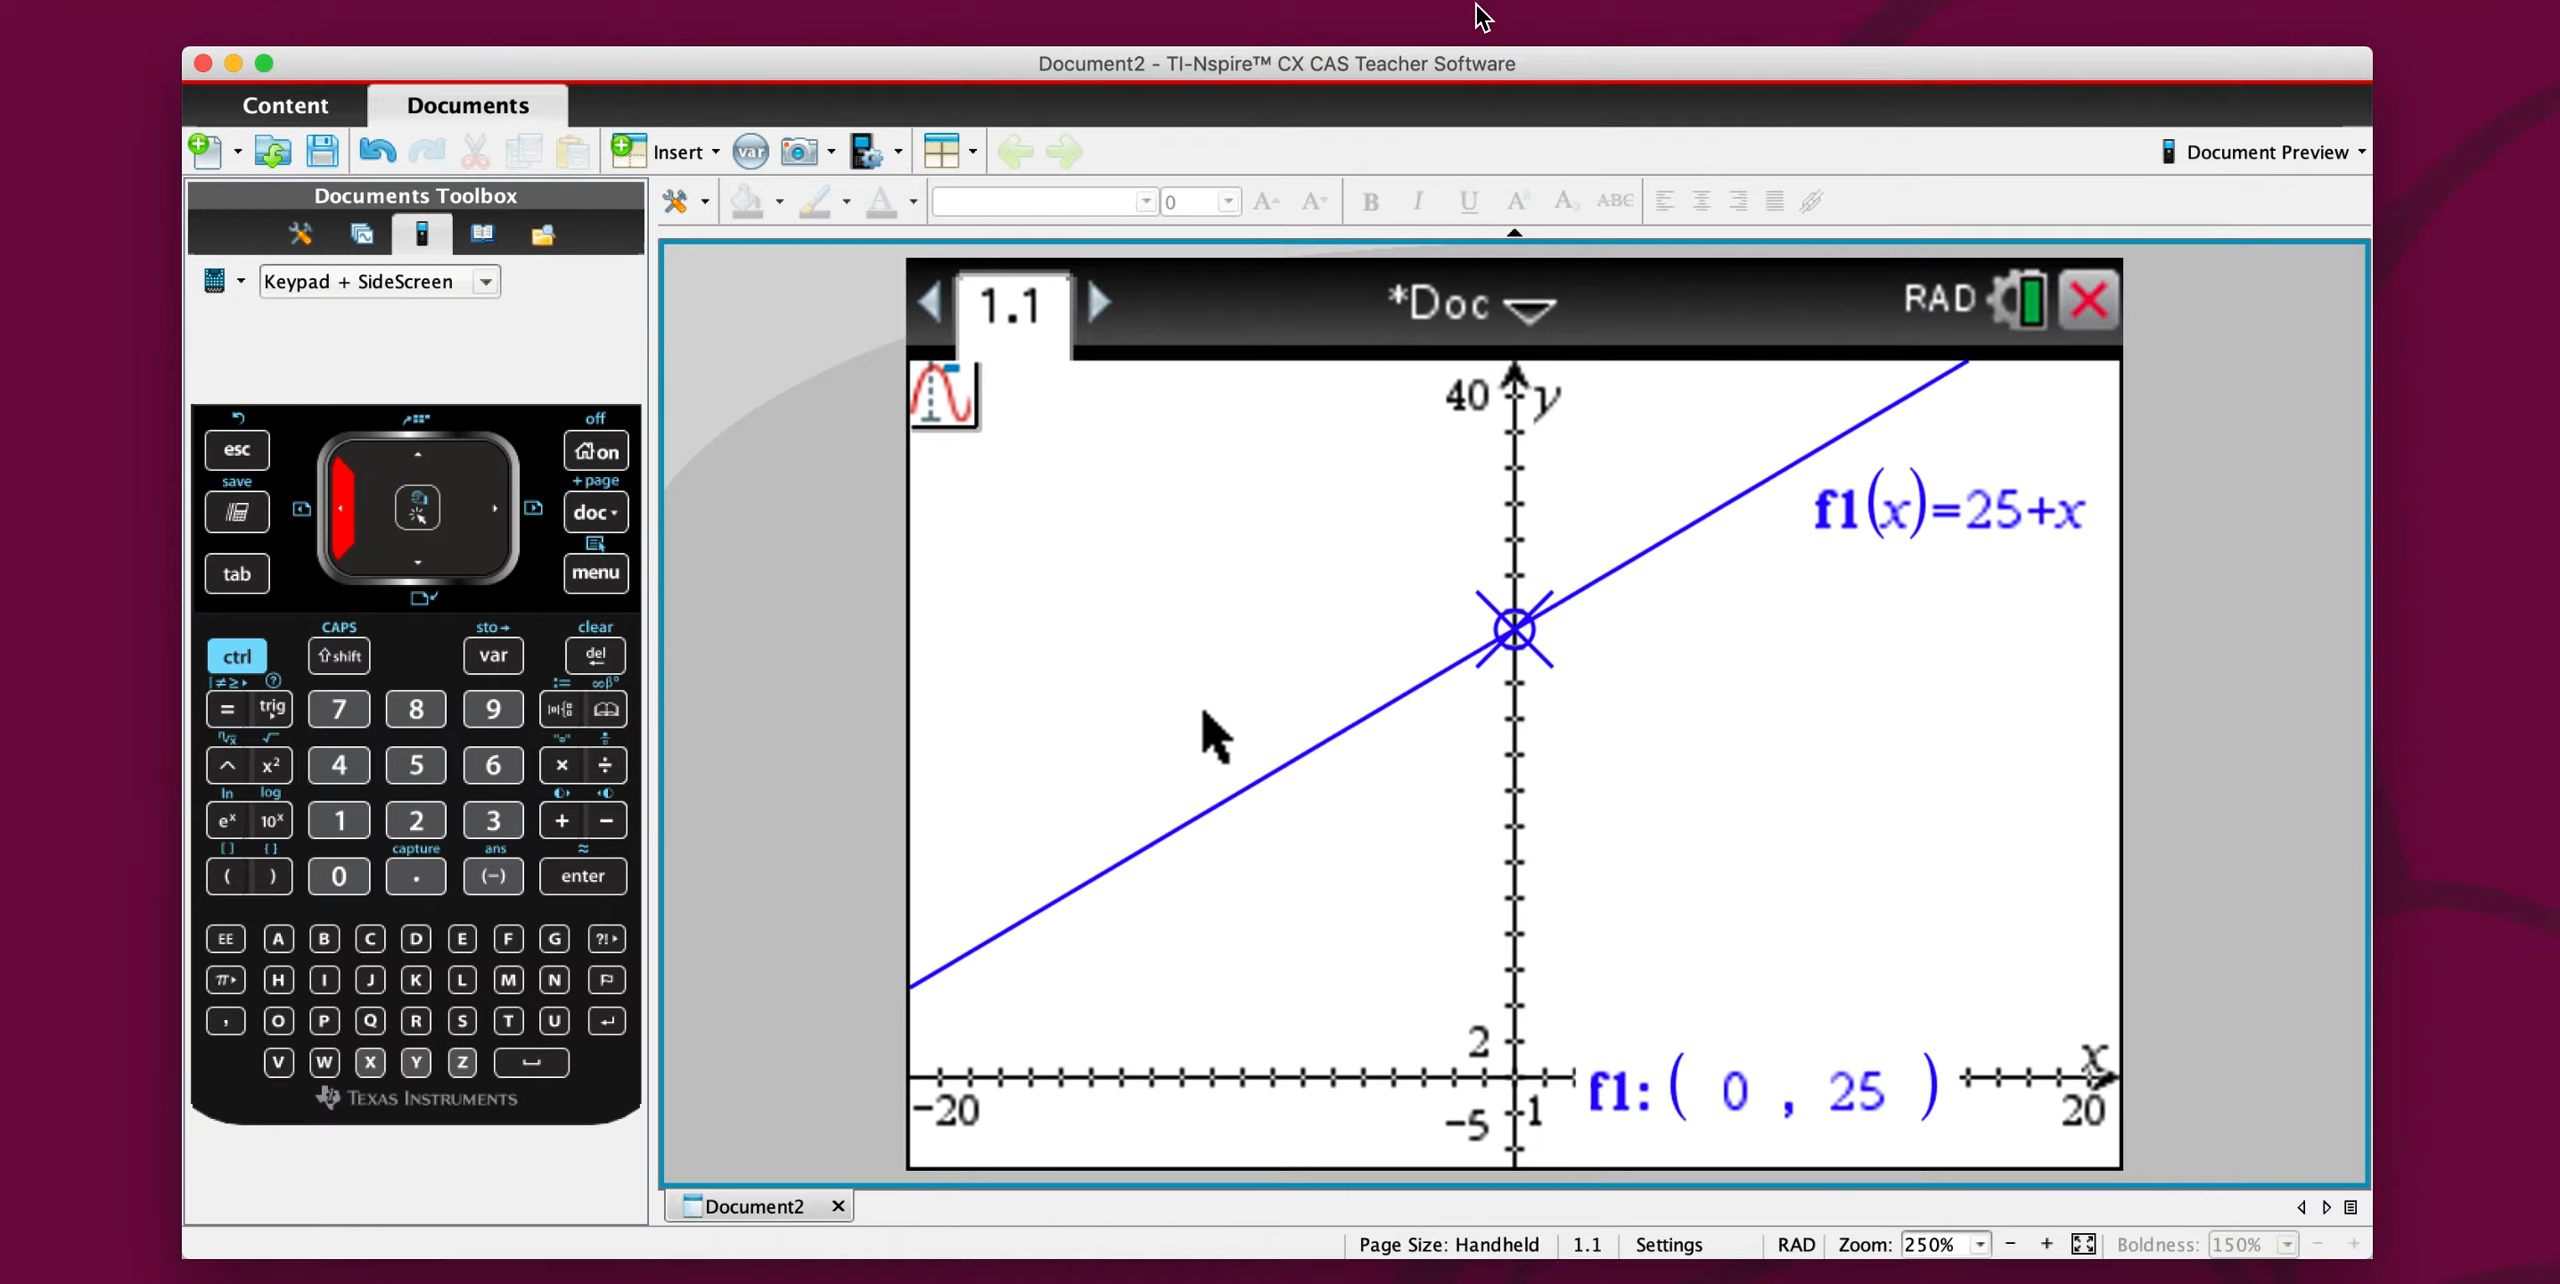 Document2 - TI-Nspire™ CX CAS Teacher Software
Content Documents
Insert var Document Preview
Documents Toolbox
0 A A B I U A A ABC
Keypad + SideScreen
1.1 *Doc RAD
40 y
f1(x)=25+x
2
x
f1:( 0 , 25 )
-20 -5 1 20
off
esc on
save +page
doc
tab menu
CAPS sto→ clear
ctrl shift var del
|≠≥▸ ? := ∞β°
= trig 7 8 9
ⁿ√x √
^ x² 4 5 6 × ÷
ln log
eˣ 10ˣ 1 2 3 + −
[ ] { } capture ans ≈
( ) 0 . (−) enter
EE A B C D E F G ?!▸
π▸ H I J K L M N
, O P Q R S T U ↵
V W X Y Z
TEXAS INSTRUMENTS
Document2
Page Size: Handheld 1.1 Settings RAD Zoom: 250% − + Boldness: 150% − +